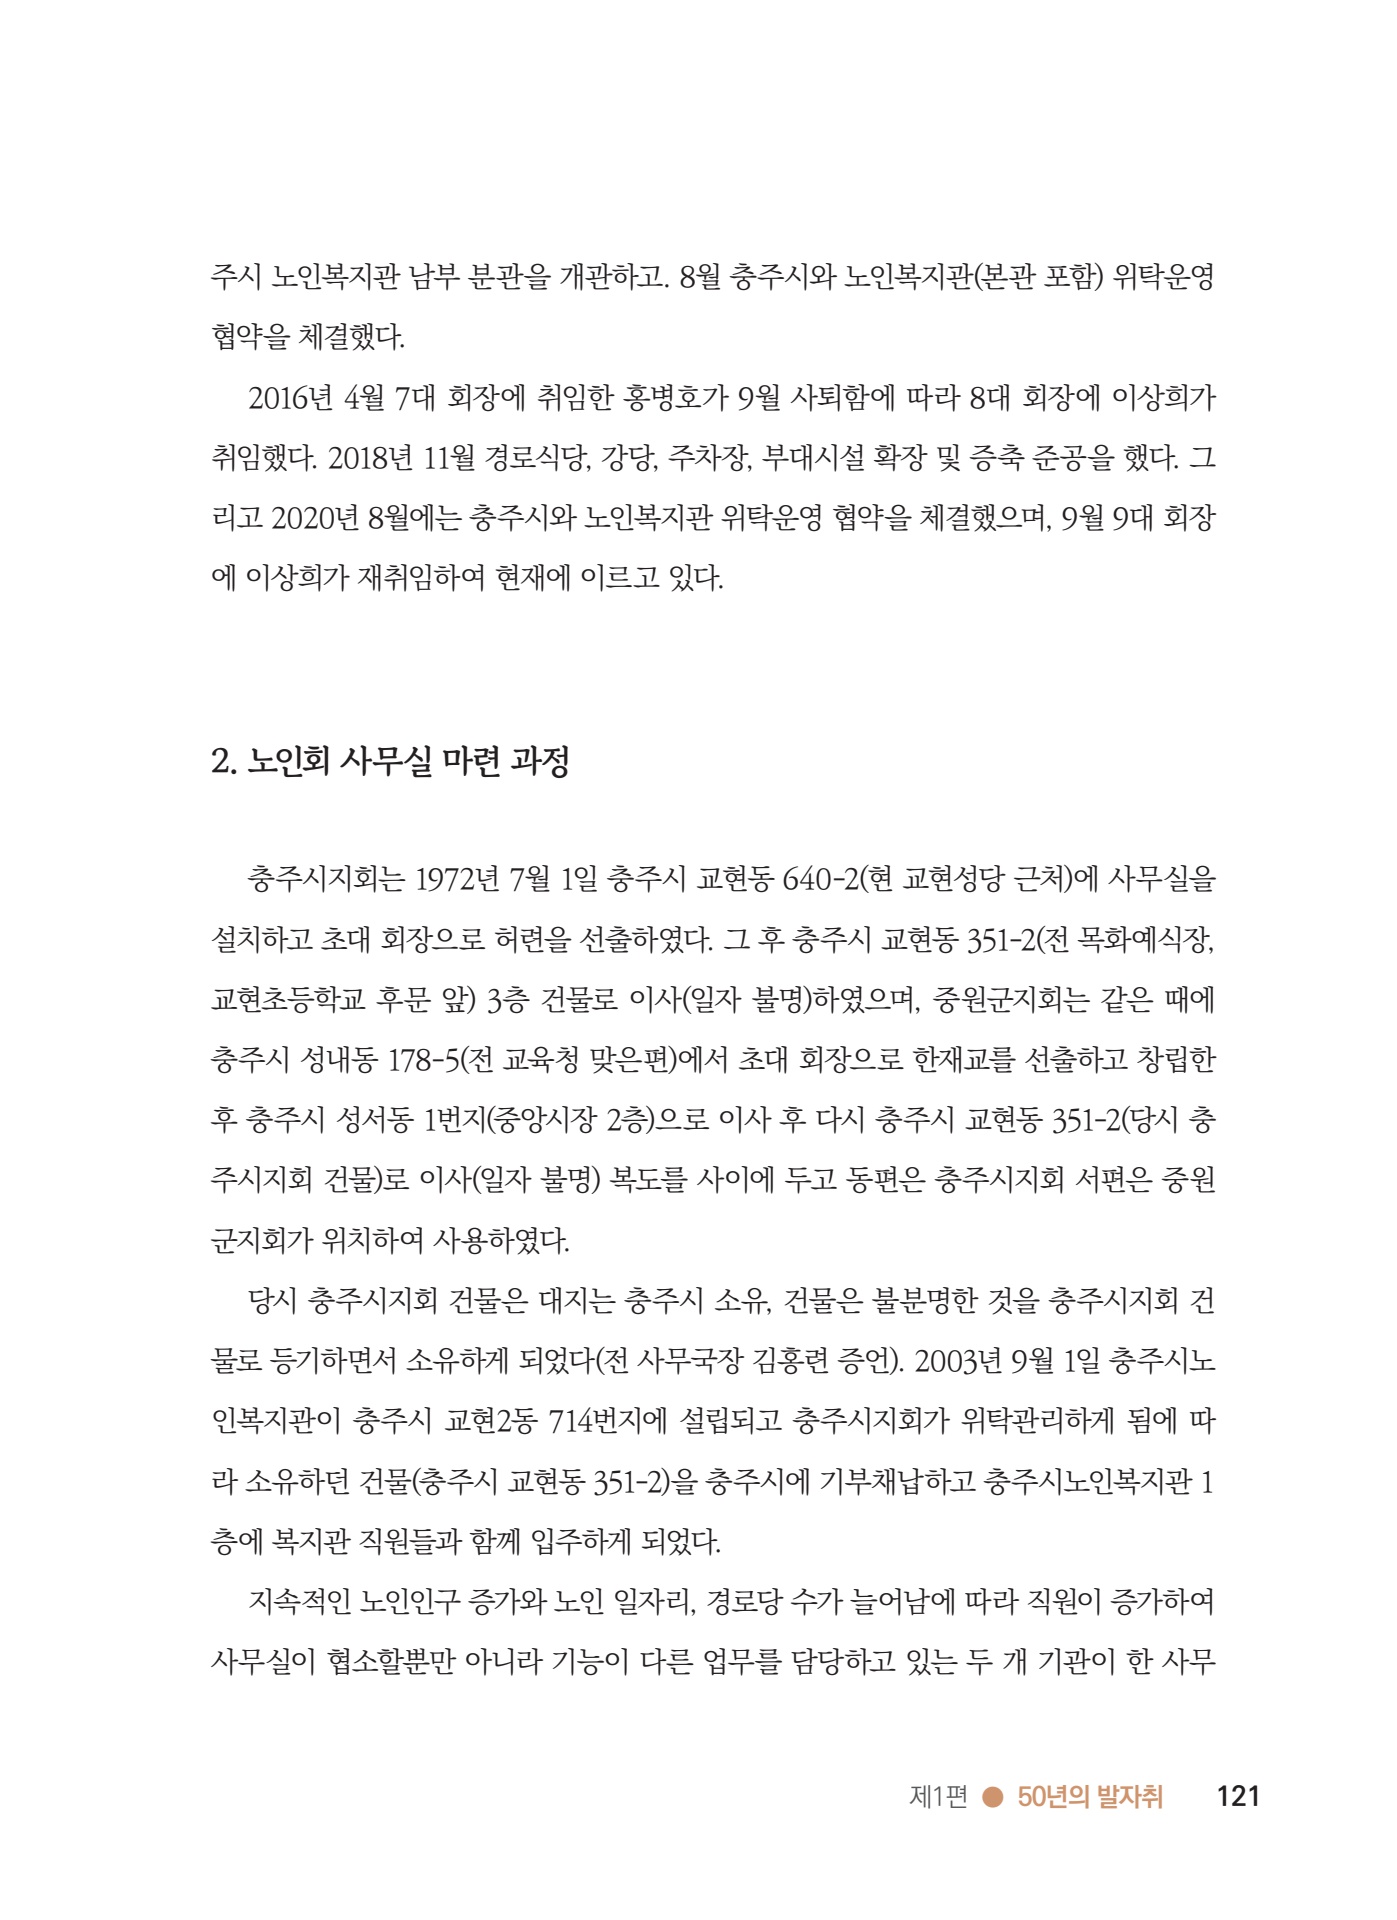 주시 노인복지관 남부 분관을 개관하고. 8월 충주시와 노인복지관(본관 포함) 위탁운영
협약을 체결했다.
2016년 4월 7대 회장에 취임한 홍병호가 9월 사퇴함에 따라 8대 회장에 이상희가
취임했다. 2018년 11월 경로식당, 강당, 주차장, 부대시설 확장 및 증축 준공을 했다. 그
리고 2020년 8월에는 충주시와 노인복지관 위탁운영 협약을 체결했으며, 9월 9대 회장
에 이상희가 재취임하여 현재에 이르고 있다.
2. 노인회 사무실 마련 과정
충주시지회는 1972년 7월 1일 충주시 교현동 640-2(현 교현성당 근처)에 사무실을
설치하고 초대 회장으로 허련을 선출하였다. 그 후 충주시 교현동 351-2(전 목화예식장,
교현초등학교 후문 앞) 3층 건물로 이사(일자 불명)하였으며, 중원군지회는 같은 때에
충주시 성내동 178-5(전 교육청 맞은편)에서 초대 회장으로 한재교를 선출하고 창립한
후 충주시 성서동 1번지(중앙시장 2층)으로 이사 후 다시 충주시 교현동 351-2(당시 충
주시지회 건물)로 이사(일자 불명) 복도를 사이에 두고 동편은 충주시지회 서편은 중원
군지회가 위치하여 사용하였다.
당시 충주시지회 건물은 대지는 충주시 소유, 건물은 불분명한 것을 충주시지회 건
물로 등기하면서 소유하게 되었다(전 사무국장 김홍련 증언). 2003년 9월 1일 충주시노
인복지관이 충주시 교현2동 714번지에 설립되고 충주시지회가 위탁관리하게 됨에 따
라 소유하던 건물(충주시 교현동 351-2)을 충주시에 기부채납하고 충주시노인복지관 1
층에 복지관 직원들과 함께 입주하게 되었다.
지속적인 노인인구 증가와 노인 일자리, 경로당 수가 늘어남에 따라 직원이 증가하여
사무실이 협소할뿐만 아니라 기능이 다른 업무를 담당하고 있는 두 개 기관이 한 사무
제1편 ● 50년의 발자취 121